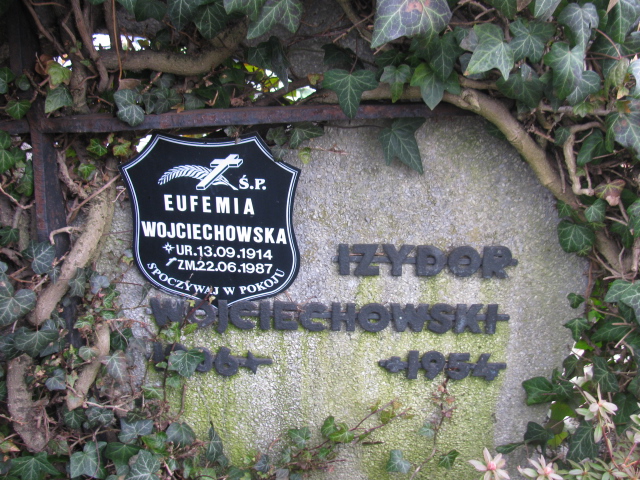 Ś.P.
EUFEMIA
WOJCIECHOWSKA
UR.13.09.1914
ZM.22.06.1987
SPOCZYWAJ W POKOJU
IZYDOR
WOJCIECHOWSKI
1954